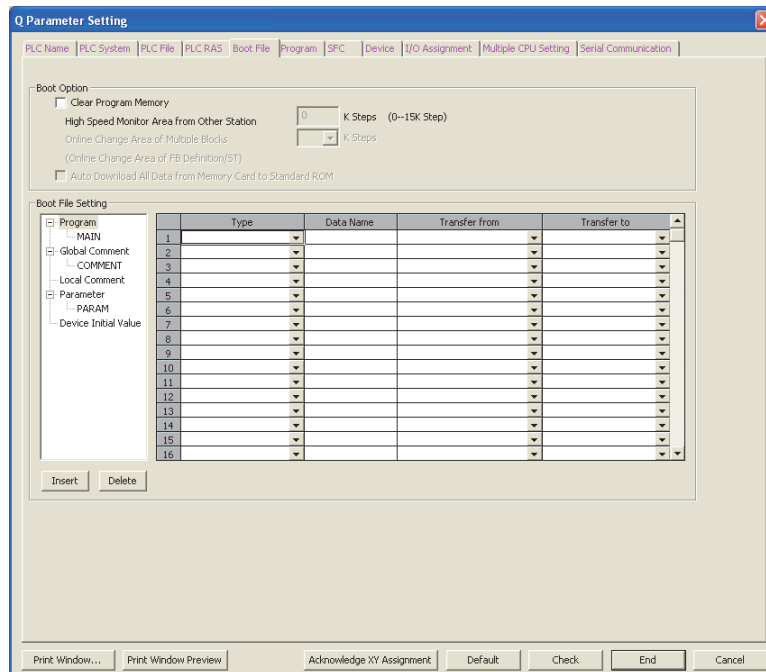 Q Parameter Setting
PLC Name PLC System PLC File PLC RAS Boot File Program SFC Device I/O Assignment Multiple CPU Setting Serial Communication
Boot Option
Clear Program Memory
High Speed Monitor Area from Other Station 0 K Steps (0--15K Step)
Online Change Area of Multiple Blocks K Steps
(Online Change Area of FB Definition/ST)
Auto Download All Data from Memory Card to Standard ROM
Boot File Setting
Program
MAIN
Global Comment
COMMENT
Local Comment
Parameter
PARAM
Device Initial Value
Type Data Name Transfer from Transfer to
1
2
3
4
5
6
7
8
9
10
11
12
13
14
15
16
Insert Delete
Print Window... Print Window Preview Acknowledge XY Assignment Default Check End Cancel